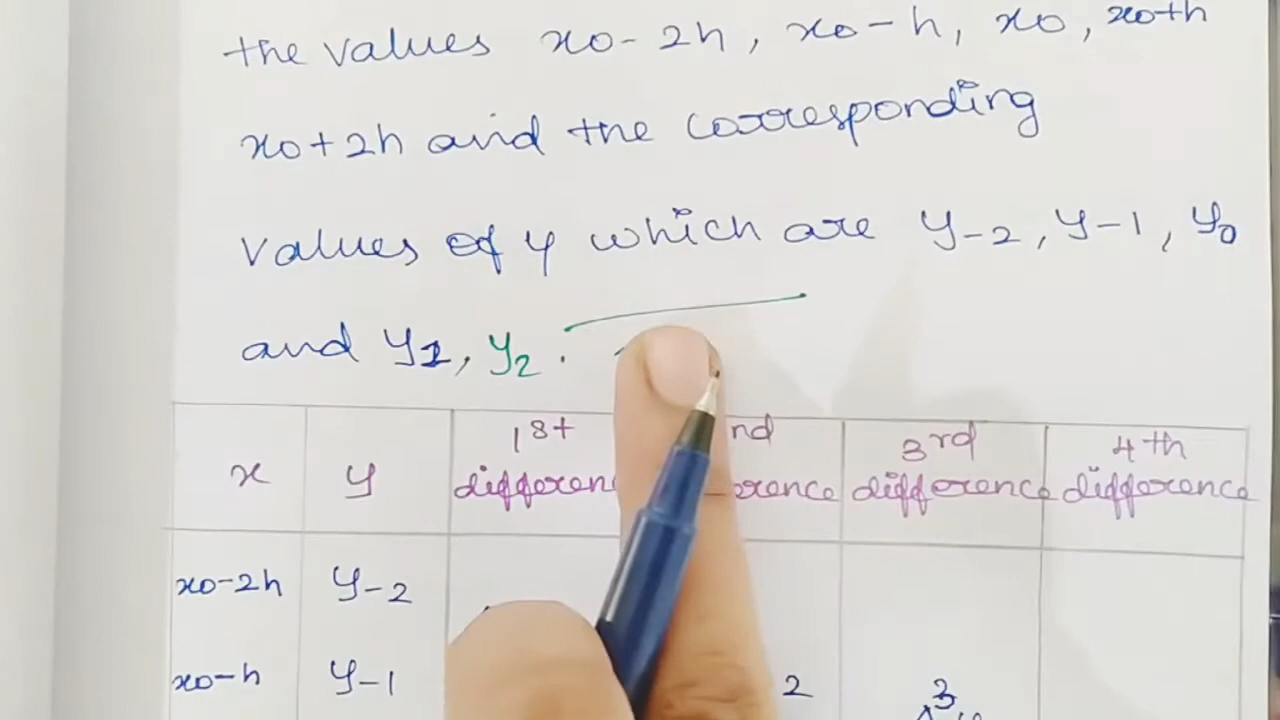 the values x0-2h, x0-h, x0, x0+h
x0+2h and the corresponding
values of y which are y-2, y-1, y0
and y1, y2.
x y 1st nd 3rd 4th
difference difference difference
x0-2h y-2
x0-h y-1 2 3